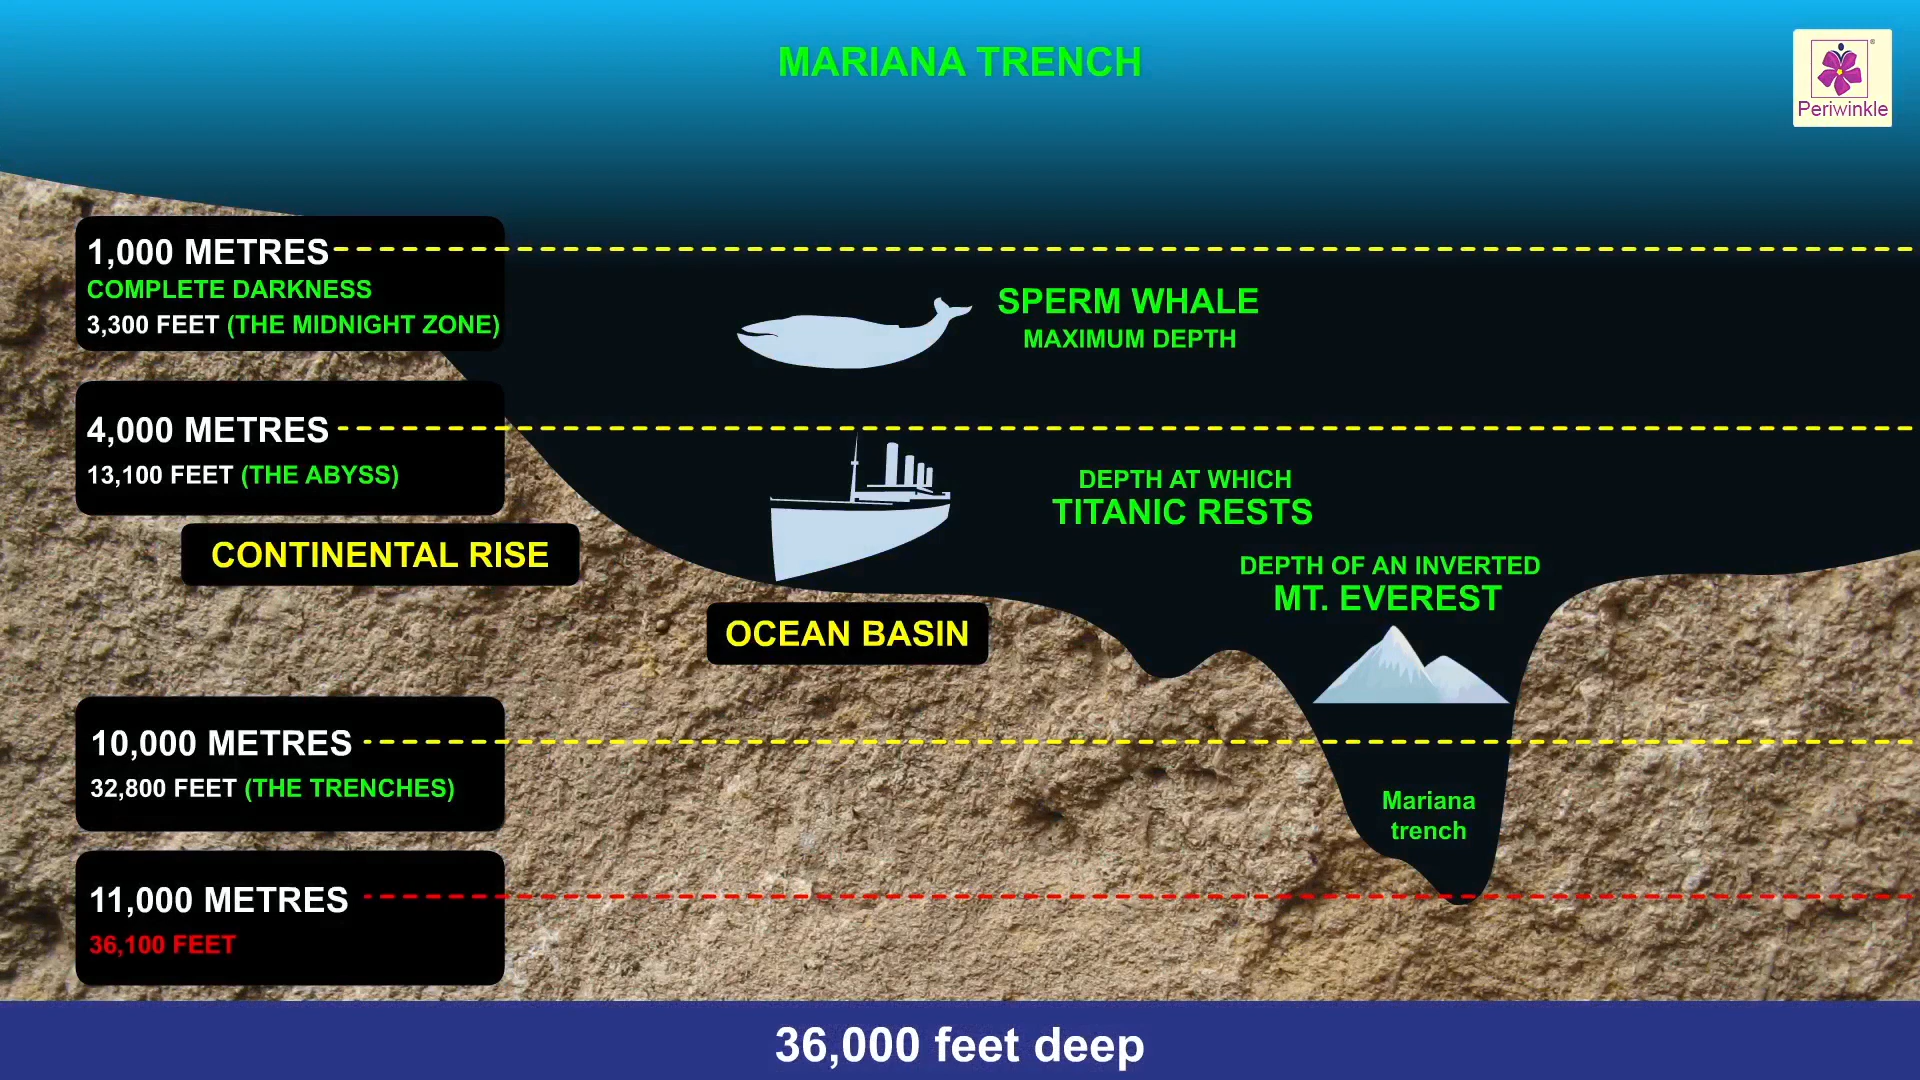 MARIANA TRENCH
Periwinkle
1,000 METRES
COMPLETE DARKNESS
3,300 FEET (THE MIDNIGHT ZONE)
SPERM WHALE
MAXIMUM DEPTH
4,000 METRES
13,100 FEET (THE ABYSS)
DEPTH AT WHICH
TITANIC RESTS
CONTINENTAL RISE
DEPTH OF AN INVERTED
MT. EVEREST
OCEAN BASIN
10,000 METRES
32,800 FEET (THE TRENCHES)
Mariana
trench
11,000 METRES
36,100 FEET
36,000 feet deep